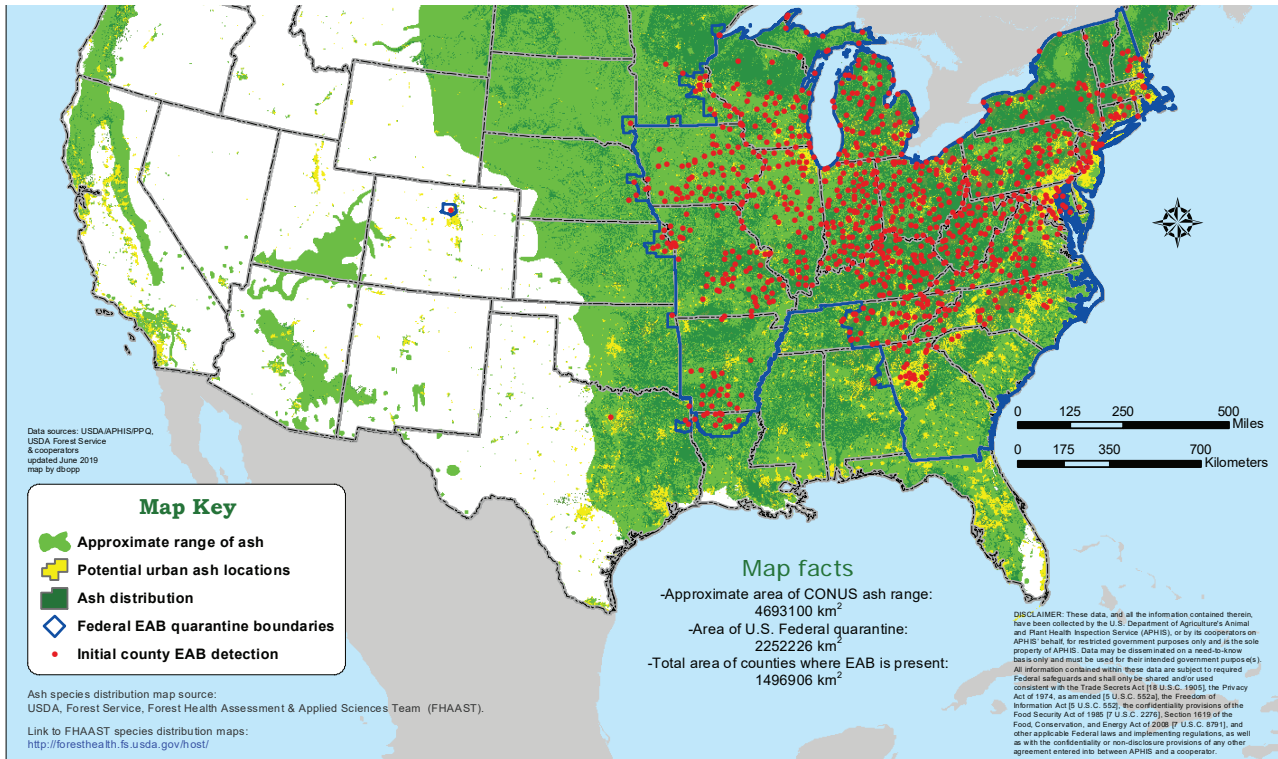 0 125 250 500
Miles
0 175 350 700
Kilometers
Data sources: USDA/APHIS/PPQ,
USDA Forest Service
& cooperators
updated June 2019
map by dbopp
Map Key
Approximate range of ash
Potential urban ash locations
Ash distribution
Federal EAB quarantine boundaries
Initial county EAB detection
Ash species distribution map source:
USDA, Forest Service, Forest Health Assessment & Applied Sciences Team (FHAAST).
Link to FHAAST species distribution maps:
http://foresthealth.fs.usda.gov/host/
Map facts
-Approximate area of CONUS ash range:
4693100 km²
-Area of U.S. Federal quarantine:
2252226 km²
-Total area of counties where EAB is present:
1496906 km²
DISCLAIMER: These data, and all the information contained therein,
have been collected by the U.S. Department of Agriculture's Animal
and Plant Health Inspection Service (APHIS), or by its cooperators on
APHIS' behalf, for restricted government purposes only and is the sole
property of APHIS. Data may be disseminated on a need-to-know
basis only and must be used for their intended government purpose(s).
All information contained within these data are subject to required
Federal safeguards and shall only be shared and/or used
consistent with the Trade Secrets Act [18 U.S.C. 1905], the Privacy
Act of 1974, as amended [5 U.S.C. 552a], the Freedom of
Information Act [5 U.S.C. 552], the confidentiality provisions of the
Food Security Act of 1985 [7 U.S.C. 2276], Section 1619 of the
Food, Conservation, and Energy Act of 2008 [7 U.S.C. 8791], and
other applicable Federal laws and implementing regulations, as well
as with the confidentiality or non-disclosure provisions of any other
agreement entered into between APHIS and a cooperator.